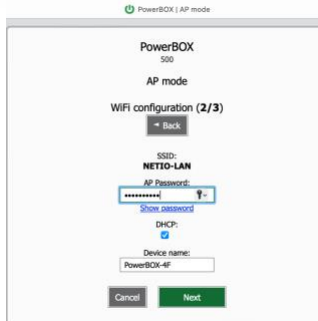 PowerBOX | AP mode
PowerBOX
500
AP mode
WiFi configuration (2/3)
Back
SSID:
NETIO-LAN
AP Password:
••••••••••
Show password
DHCP:
Device name:
PowerBOX-4F
Cancel Next